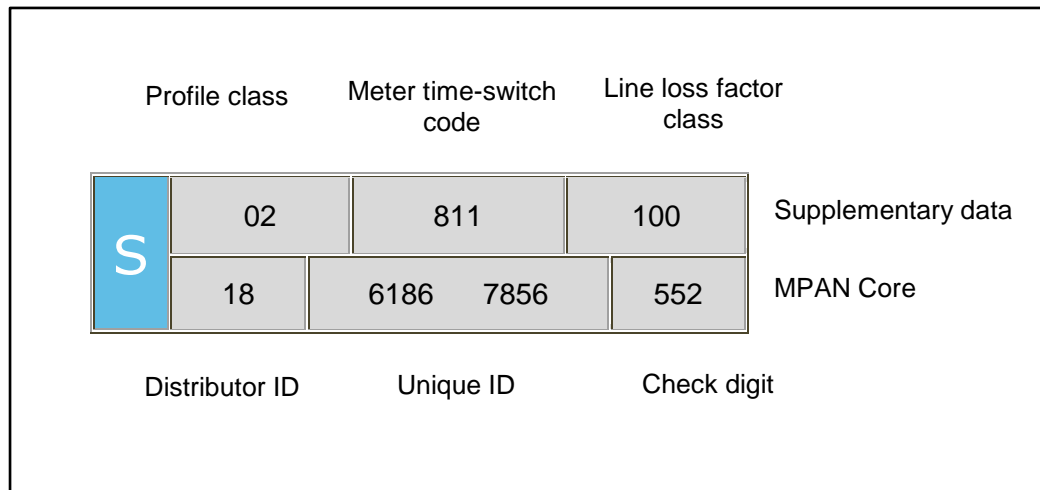 Profile class
Meter time-switch
code
Line loss factor
class
S
02 811 100
Supplementary data
18 6186 7856 552
MPAN Core
Distributor ID Unique ID Check digit